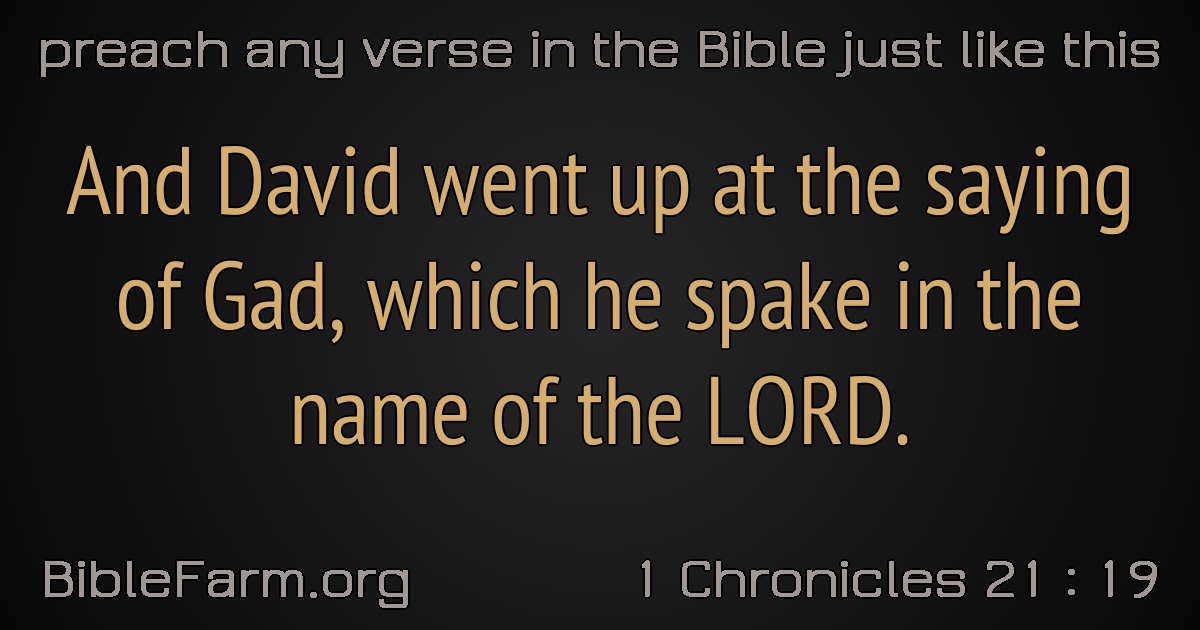 preach any verse in the Bible just like this
And David went up at the saying
of Gad, which he spake in the
name of the LORD.
BibleFarm.org
1 Chronicles 21 : 19